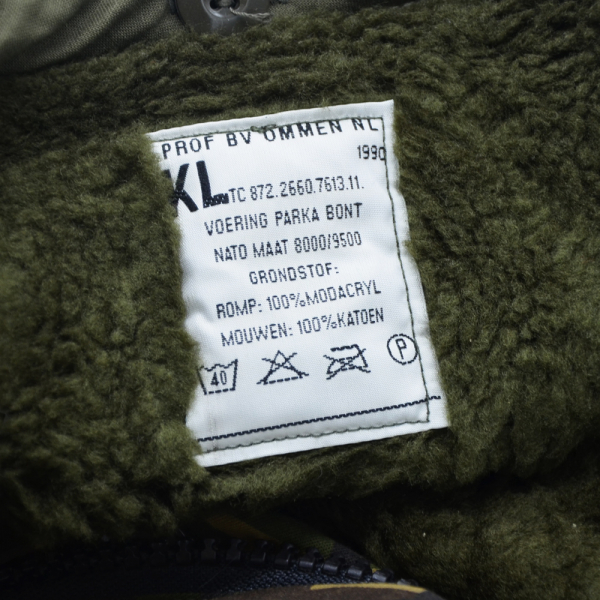 PROF BV OMMEN NL
1990
XL TC 872.2660.7613.11.
VOERING PARKA BONT
NATO MAAT 8000/9500
GRONDSTOF:
ROMP: 100%MODACRYL
MOUWEN: 100%KATOEN
40 P